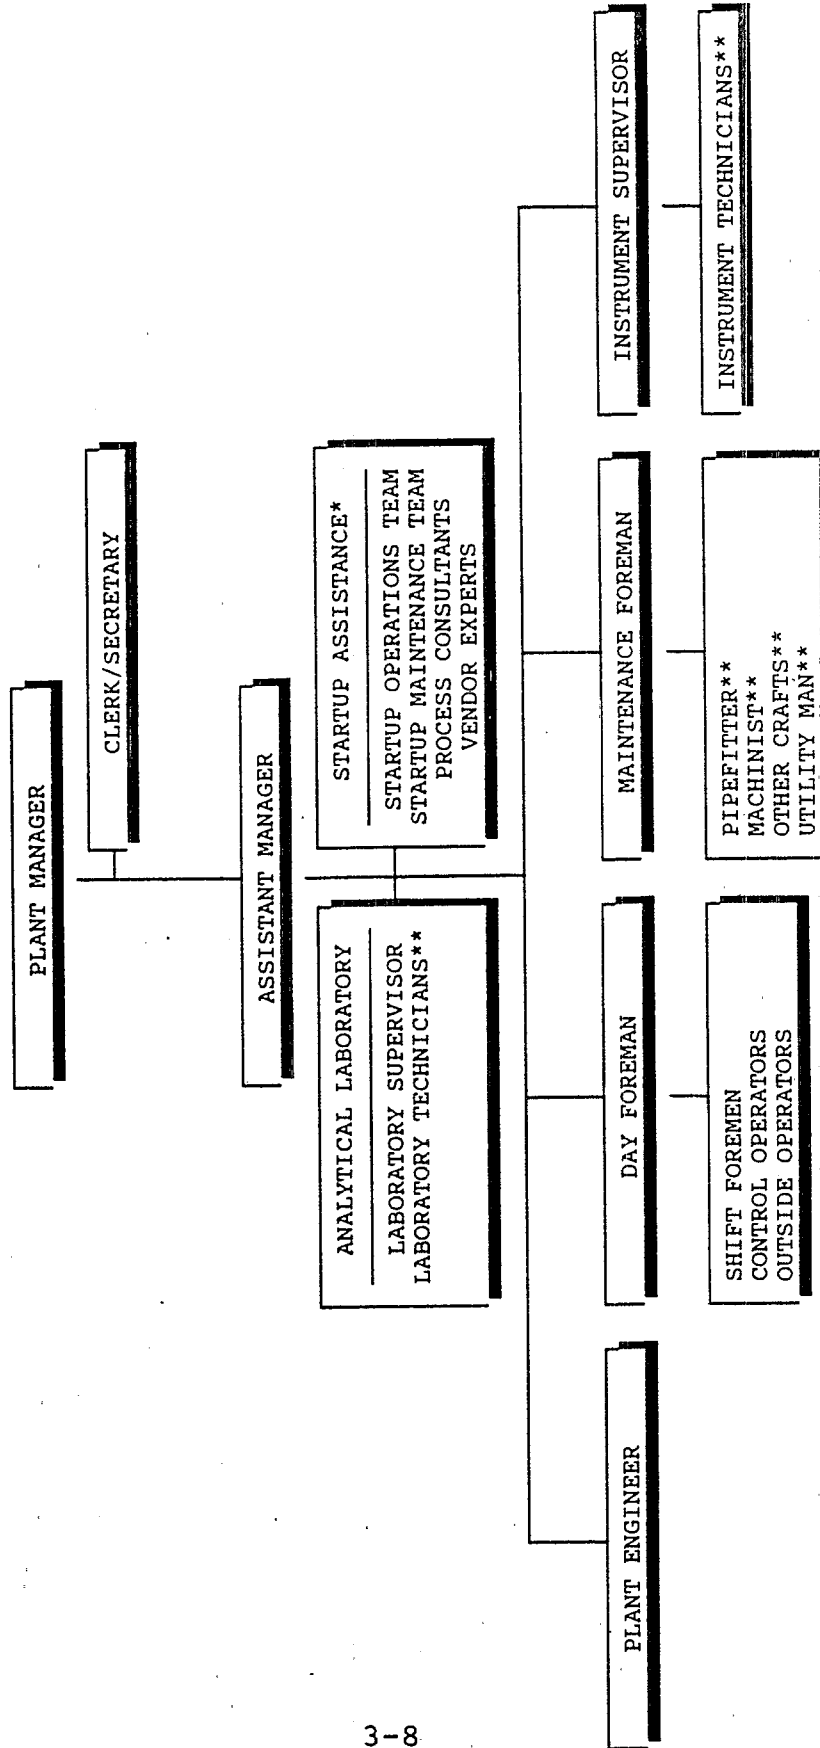 PLANT MANAGER
CLERK/SECRETARY
ASSISTANT MANAGER
ANALYTICAL LABORATORY
LABORATORY SUPERVISOR
LABORATORY TECHNICIANS**
STARTUP ASSISTANCE*
STARTUP OPERATIONS TEAM
STARTUP MAINTENANCE TEAM
PROCESS CONSULTANTS
VENDOR EXPERTS
PLANT ENGINEER
DAY FOREMAN
MAINTENANCE FOREMAN
INSTRUMENT SUPERVISOR
SHIFT FOREMEN
CONTROL OPERATORS
OUTSIDE OPERATORS
PIPEFITTER**
MACHINIST**
OTHER CRAFTS**
UTILITY MAN**
INSTRUMENT TECHNICIANS**
3-8